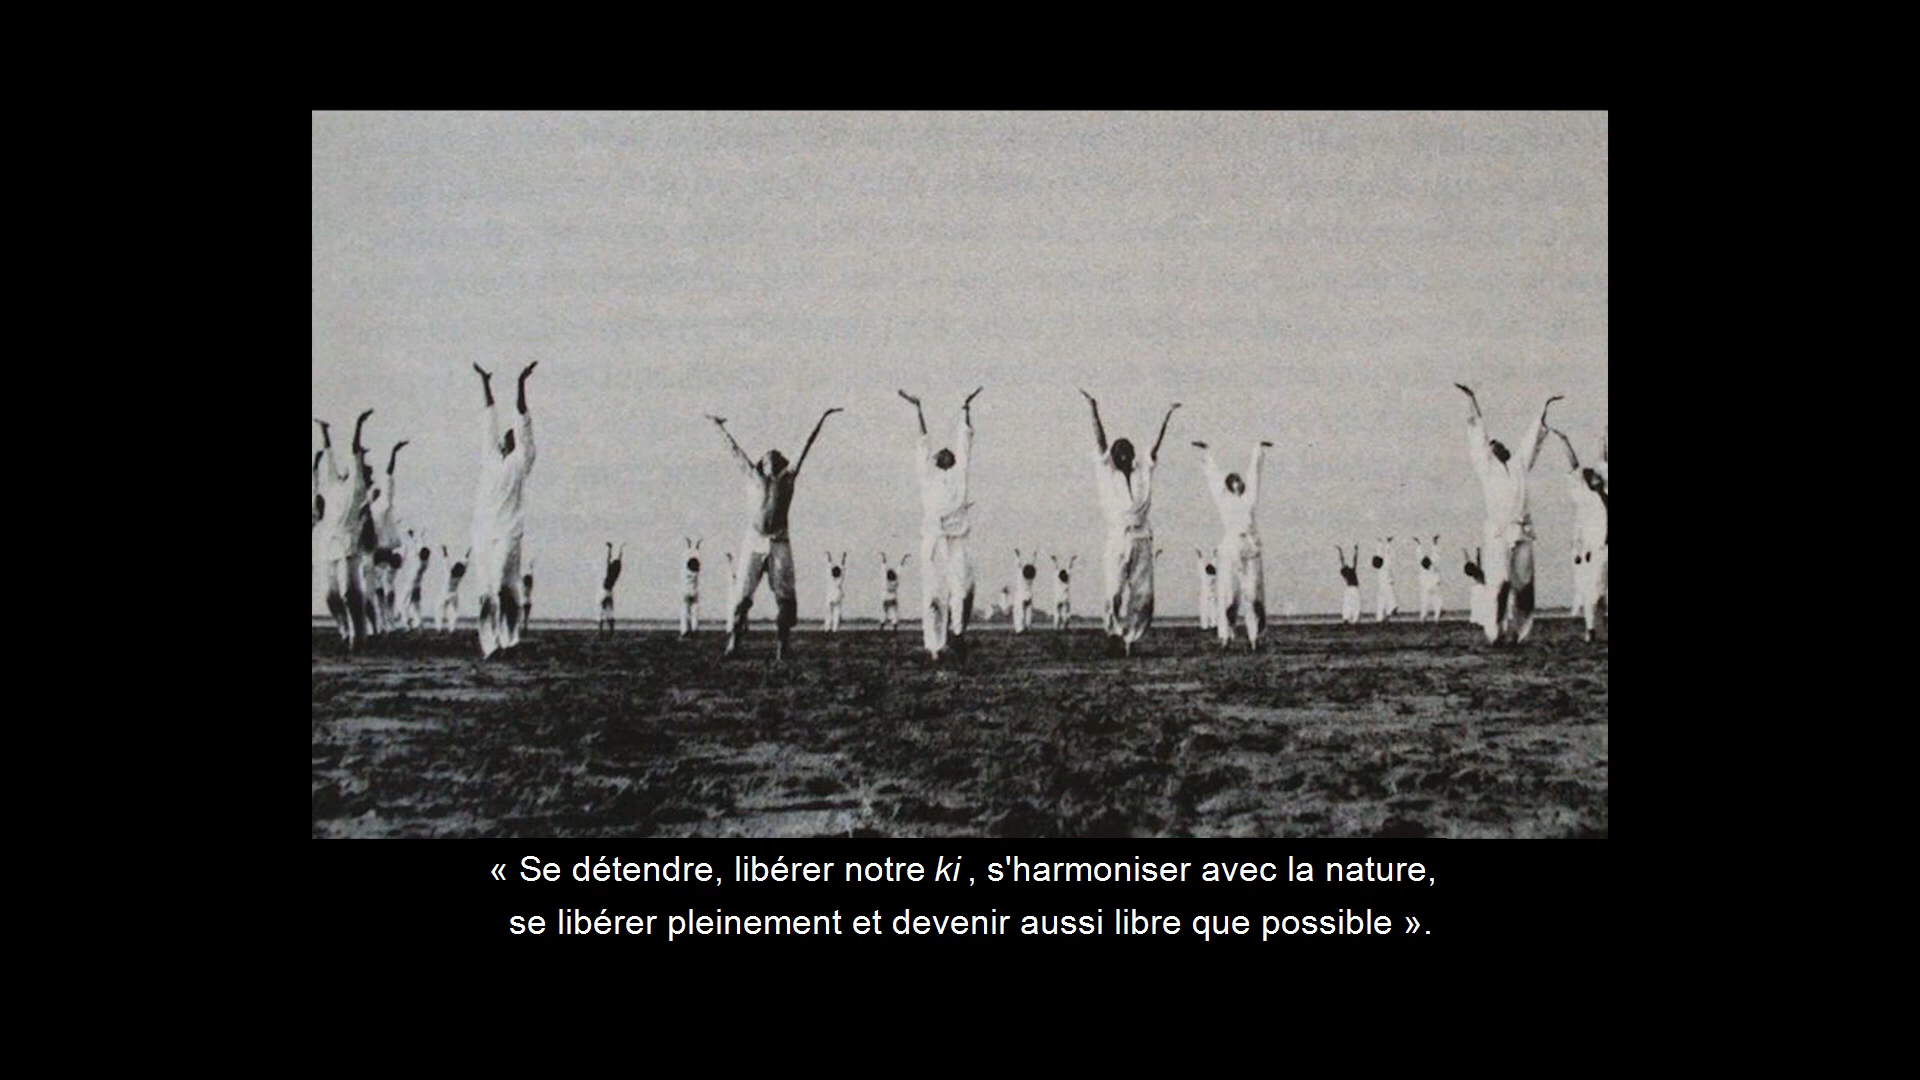 « Se détendre, libérer notre ki , s'harmoniser avec la nature,
se libérer pleinement et devenir aussi libre que possible ».